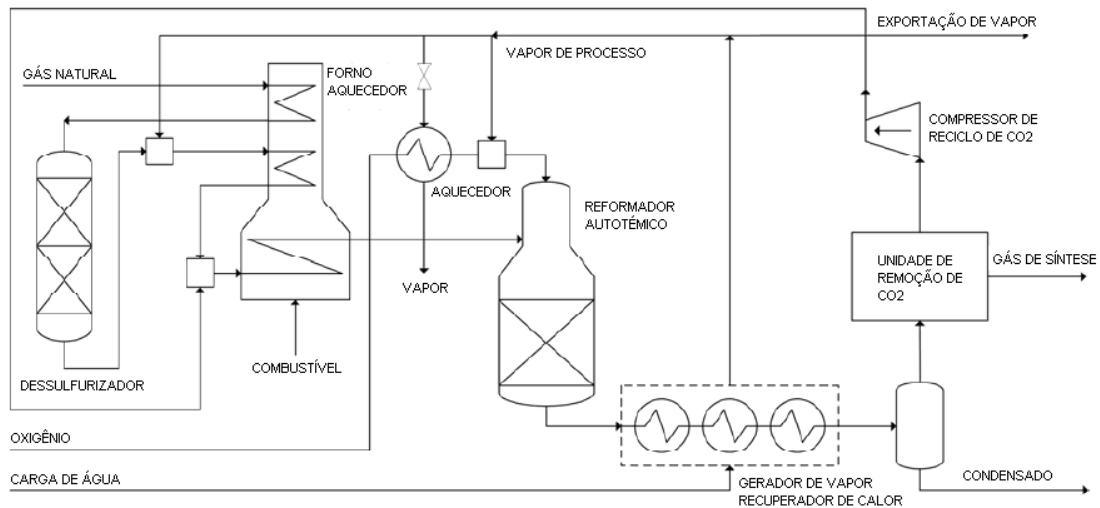 EXPORTAÇÃO DE VAPOR
VAPOR DE PROCESSO
GÁS NATURAL
FORNO
AQUECEDOR
COMPRESSOR DE
RECICLO DE CO2
AQUECEDOR
REFORMADOR
AUTOTÉMICO
UNIDADE DE
REMOÇÃO DE
CO2
GÁS DE SÍNTESE
VAPOR
COMBUSTÍVEL
DESSULFURIZADOR
OXIGÊNIO
CARGA DE ÁGUA
GERADOR DE VAPOR
RECUPERADOR DE CALOR
CONDENSADO